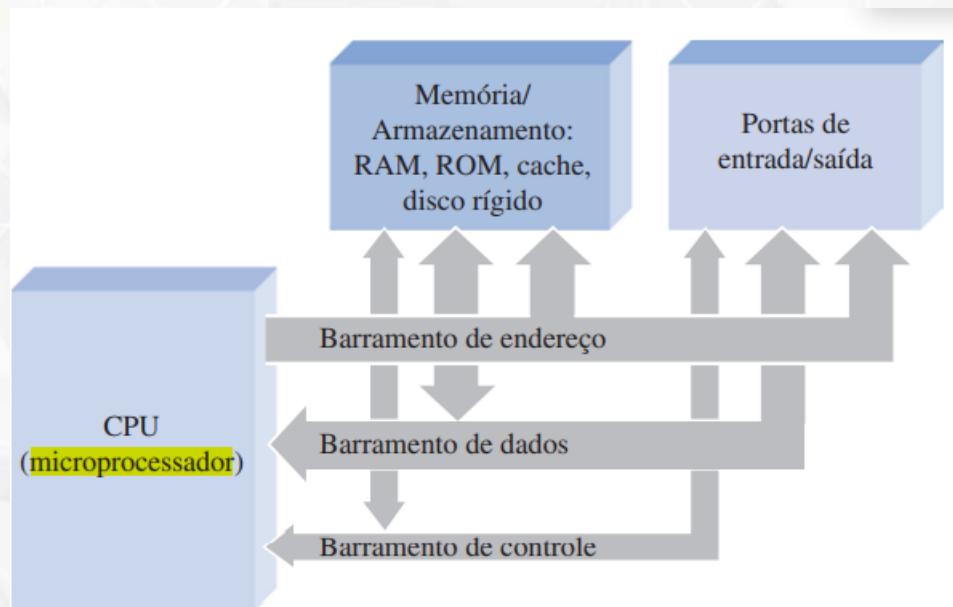 Memória/
Armazenamento:
RAM, ROM, cache,
disco rígido
Portas de
entrada/saída
Barramento de endereço
CPU
(microprocessador)
Barramento de dados
Barramento de controle